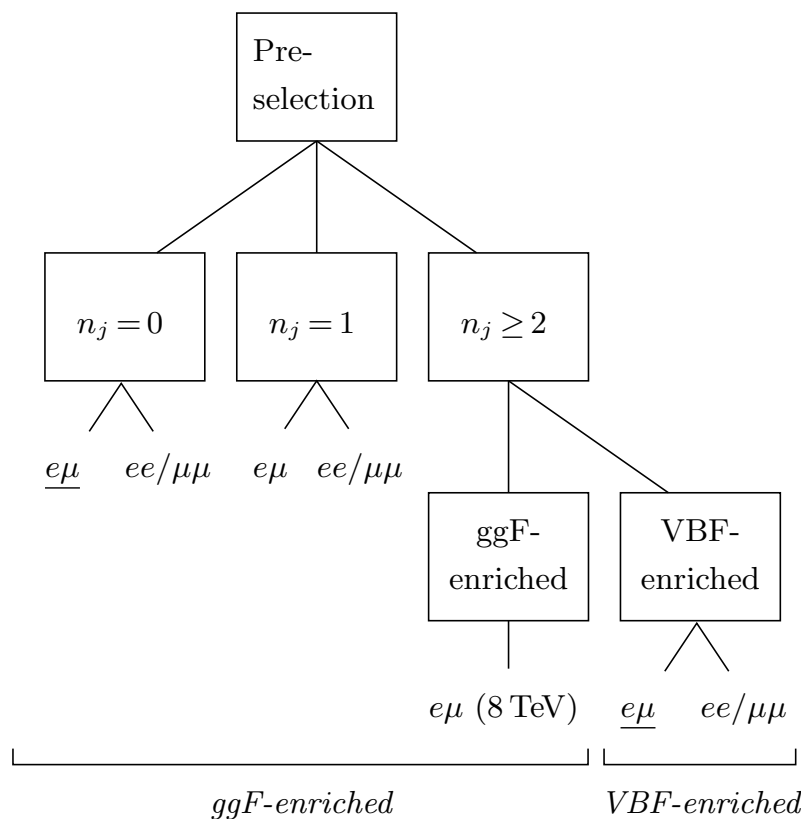 Pre-
selection
n_j = 0
n_j = 1
n_j ≥ 2
eμ
ee/μμ
eμ
ee/μμ
ggF-
enriched
VBF-
enriched
eμ (8 TeV)
eμ
ee/μμ
ggF-enriched
VBF-enriched